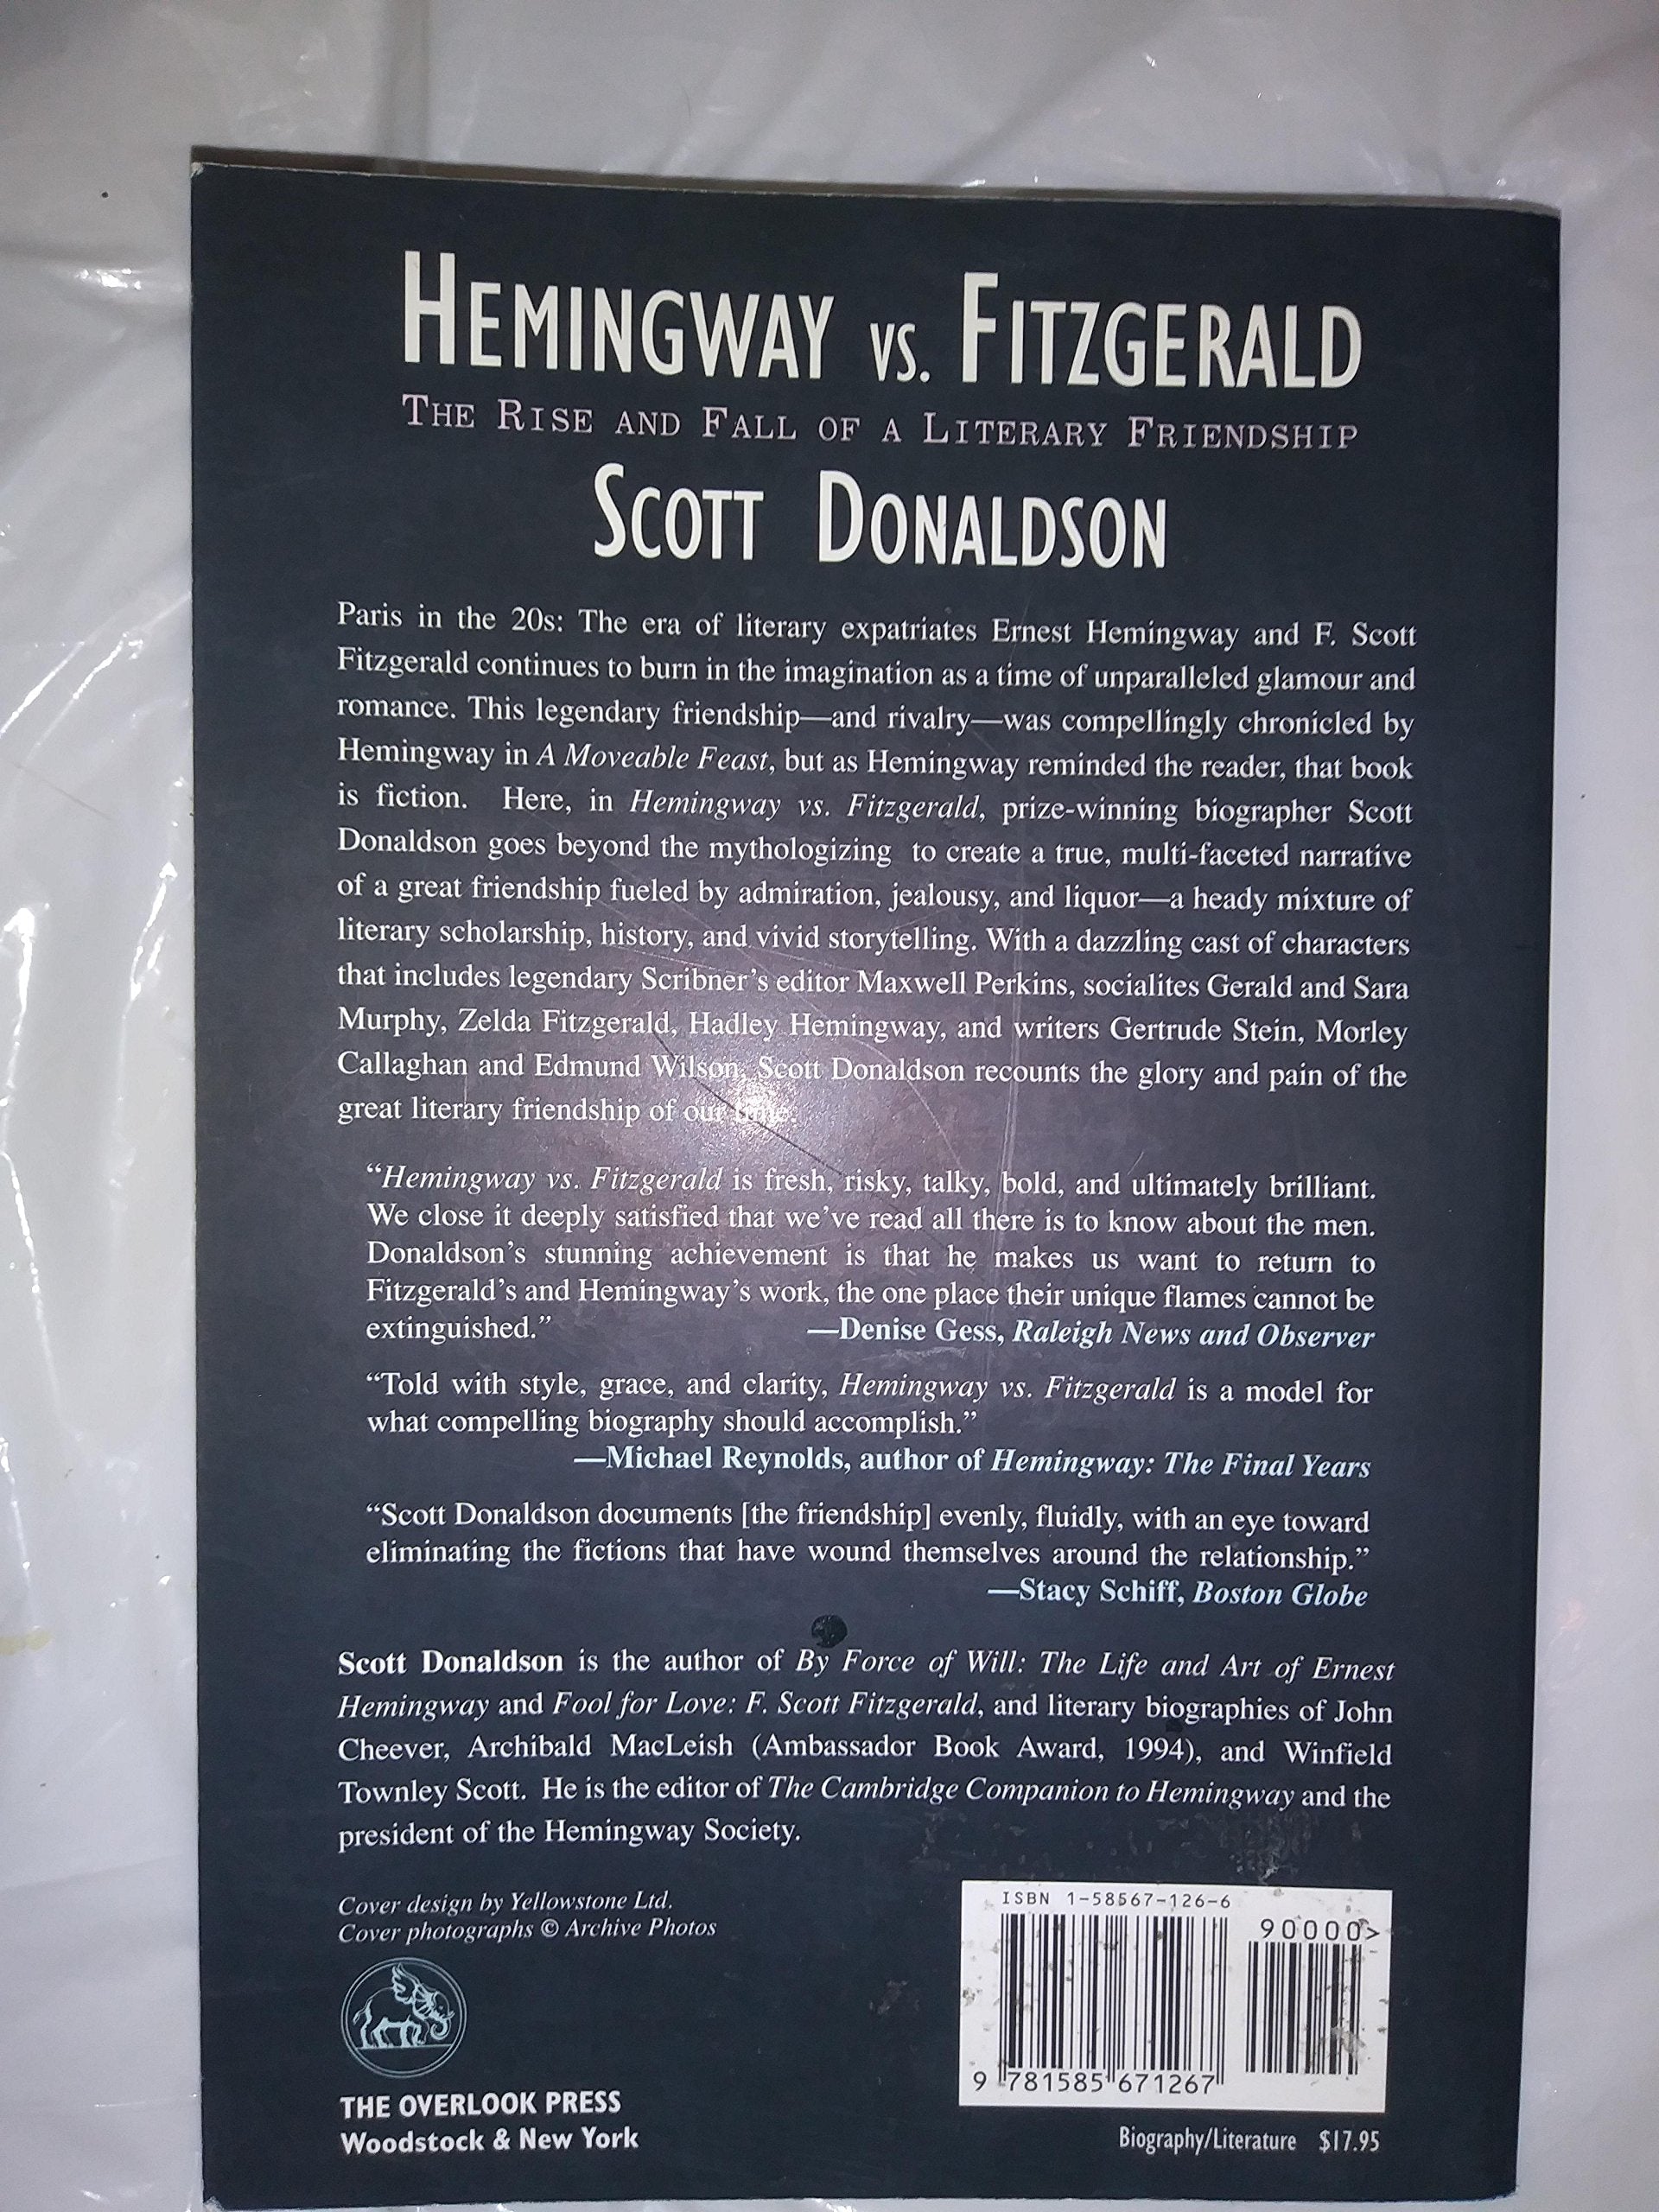 HEMINGWAY VS. FITZGERALD
THE RISE AND FALL OF A LITERARY FRIENDSHIP
SCOTT DONALDSON
Paris in the 20s: The era of literary expatriates Ernest Hemingway and F. Scott
Fitzgerald continues to burn in the imagination as a time of unparalleled glamour and
romance. This legendary friendship—and rivalry—was compellingly chronicled by
Hemingway in A Moveable Feast, but as Hemingway reminded the reader, that book
is fiction. Here, in Hemingway vs. Fitzgerald, prize-winning biographer Scott
Donaldson goes beyond the mythologizing to create a true, multi-faceted narrative
of a great friendship fueled by admiration, jealousy, and liquor—a heady mixture of
literary scholarship, history, and vivid storytelling. With a dazzling cast of characters
that includes legendary Scribner's editor Maxwell Perkins, socialites Gerald and Sara
Murphy, Zelda Fitzgerald, Hadley Hemingway, and writers Gertrude Stein, Morley
Callaghan and Edmund Wilson, Scott Donaldson recounts the glory and pain of the
great literary friendship of our time.
“Hemingway vs. Fitzgerald is fresh, risky, talky, bold, and ultimately brilliant.
We close it deeply satisfied that we've read all there is to know about the men.
Donaldson's stunning achievement is that he makes us want to return to
Fitzgerald's and Hemingway's work, the one place their unique flames cannot be
extinguished.” —Denise Gess, Raleigh News and Observer
“Told with style, grace, and clarity, Hemingway vs. Fitzgerald is a model for
what compelling biography should accomplish.”
—Michael Reynolds, author of Hemingway: The Final Years
“Scott Donaldson documents [the friendship] evenly, fluidly, with an eye toward
eliminating the fictions that have wound themselves around the relationship.”
—Stacy Schiff, Boston Globe
Scott Donaldson is the author of By Force of Will: The Life and Art of Ernest
Hemingway and Fool for Love: F. Scott Fitzgerald, and literary biographies of John
Cheever, Archibald MacLeish (Ambassador Book Award, 1994), and Winfield
Townley Scott. He is the editor of The Cambridge Companion to Hemingway and the
president of the Hemingway Society.
Cover design by Yellowstone Ltd.
Cover photographs © Archive Photos
THE OVERLOOK PRESS
Woodstock & New York
ISBN 1-58567-126-6
90000>
9 781585 671267
Biography/Literature $17.95